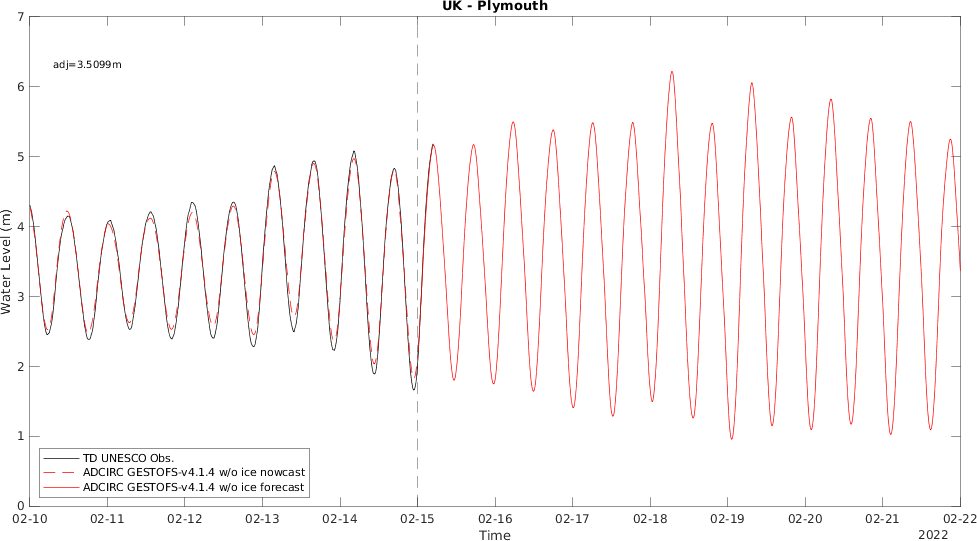 UK - Plymouth
adj=3.5099m
Water Level (m)
7
6
5
4
3
2
1
0
TD UNESCO Obs.
ADCIRC GESTOFS-v4.1.4 w/o ice nowcast
ADCIRC GESTOFS-v4.1.4 w/o ice forecast
02-10 02-11 02-12 02-13 02-14 02-15 02-16 02-17 02-18 02-19 02-20 02-21 02-22
Time
2022